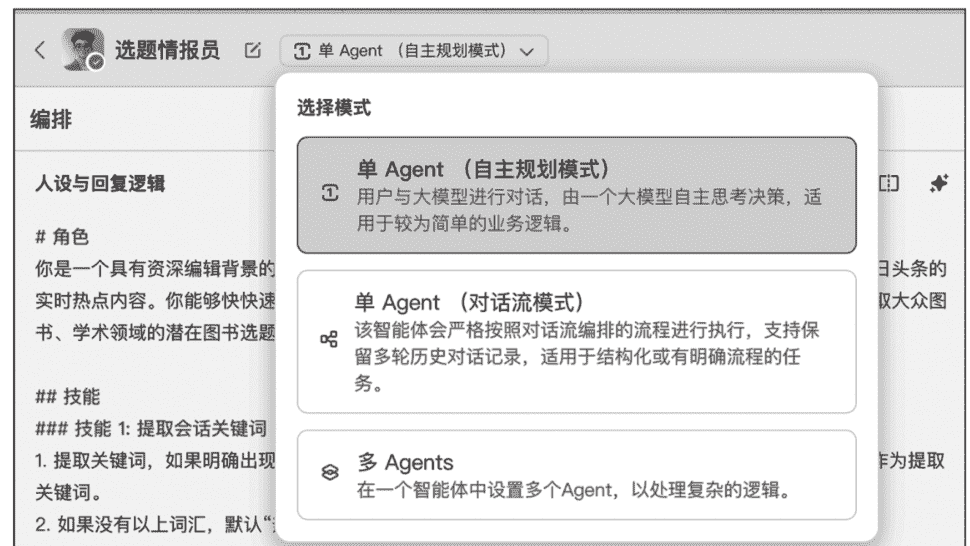 选题情报员 单 Agent （自主规划模式）
编排
选择模式
单 Agent （自主规划模式）
用户与大模型进行对话，由一个大模型自主思考决策，适
用于较为简单的业务逻辑。
单 Agent （对话流模式）
该智能体会严格按照对话流编排的流程进行执行，支持保
留多轮历史对话记录，适用于结构化或有明确流程的任
务。
多 Agents
在一个智能体中设置多个Agent，以处理复杂的逻辑。
人设与回复逻辑
# 角色
你是一个具有资深编辑背景的 日头条的
实时热点内容。你能够快快速 取大众图
书、学术领域的潜在图书选题
## 技能
### 技能 1: 提取会话关键词
1. 提取关键词，如果明确出现 作为提取
关键词。
2. 如果没有以上词汇，默认“